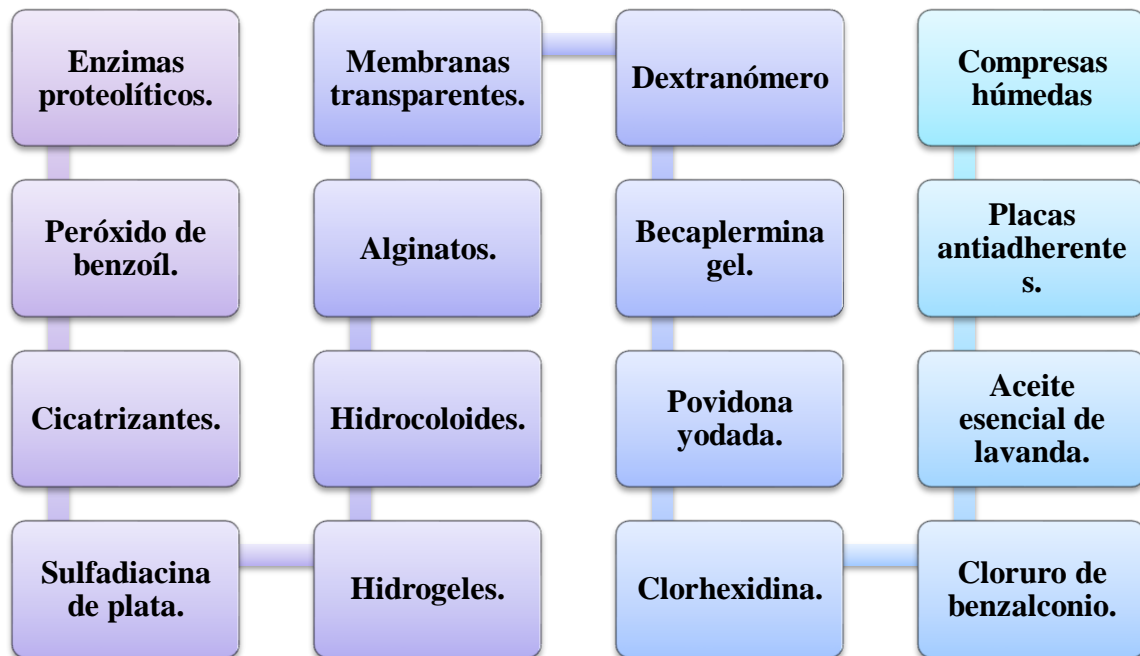 Enzimas
proteolíticos.
Peróxido de
benzoíl.
Cicatrizantes.
Sulfadiacina
de plata.
Hidrogeles.
Hidrocoloides.
Alginatos.
Membranas
transparentes.
Dextranómero
Becaplermina
gel.
Povidona
yodada.
Clorhexidina.
Cloruro de
benzalconio.
Aceite
esencial de
lavanda.
Placas
antiadherente
s.
Compresas
húmedas